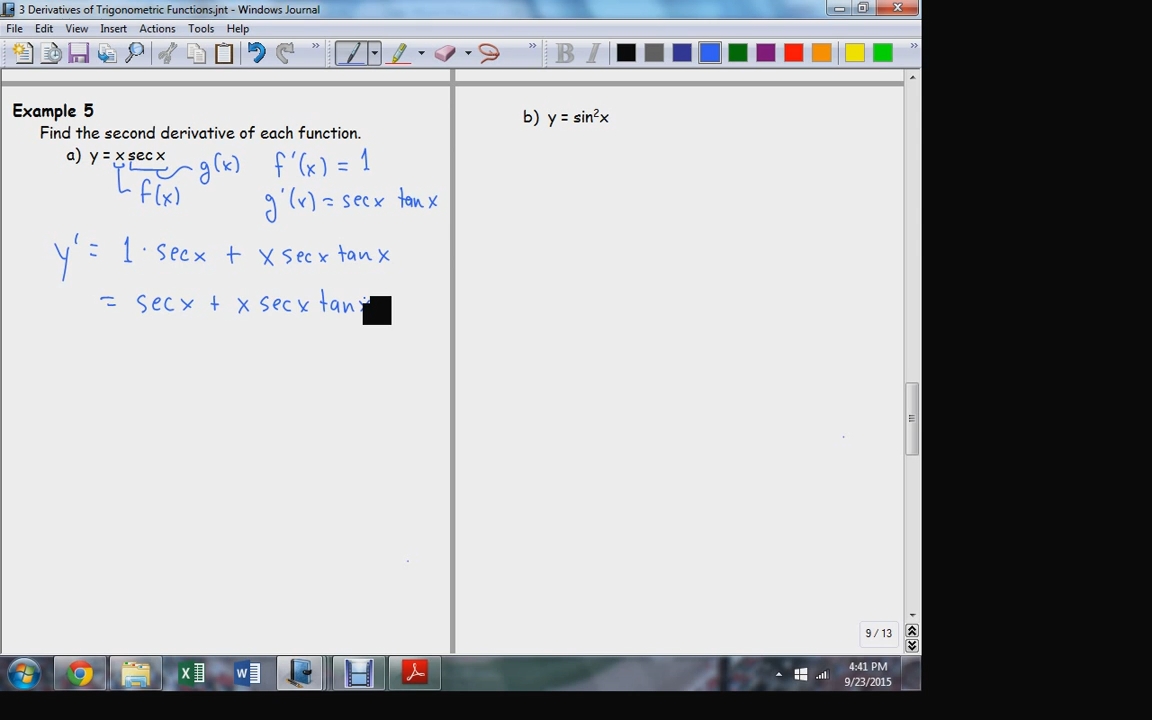 3 Derivatives of Trigonometric Functions.jnt - Windows Journal
File Edit View Insert Actions Tools Help
B I
Example 5
Find the second derivative of each function.
a) y = x sec x
g(x)
f(x)
f'(x) = 1
g'(x) = sec x tan x
y' = 1 · sec x + x sec x tan x
= sec x + x sec x tan x
b) y = sin²x
9 / 13
4:41 PM
9/23/2015